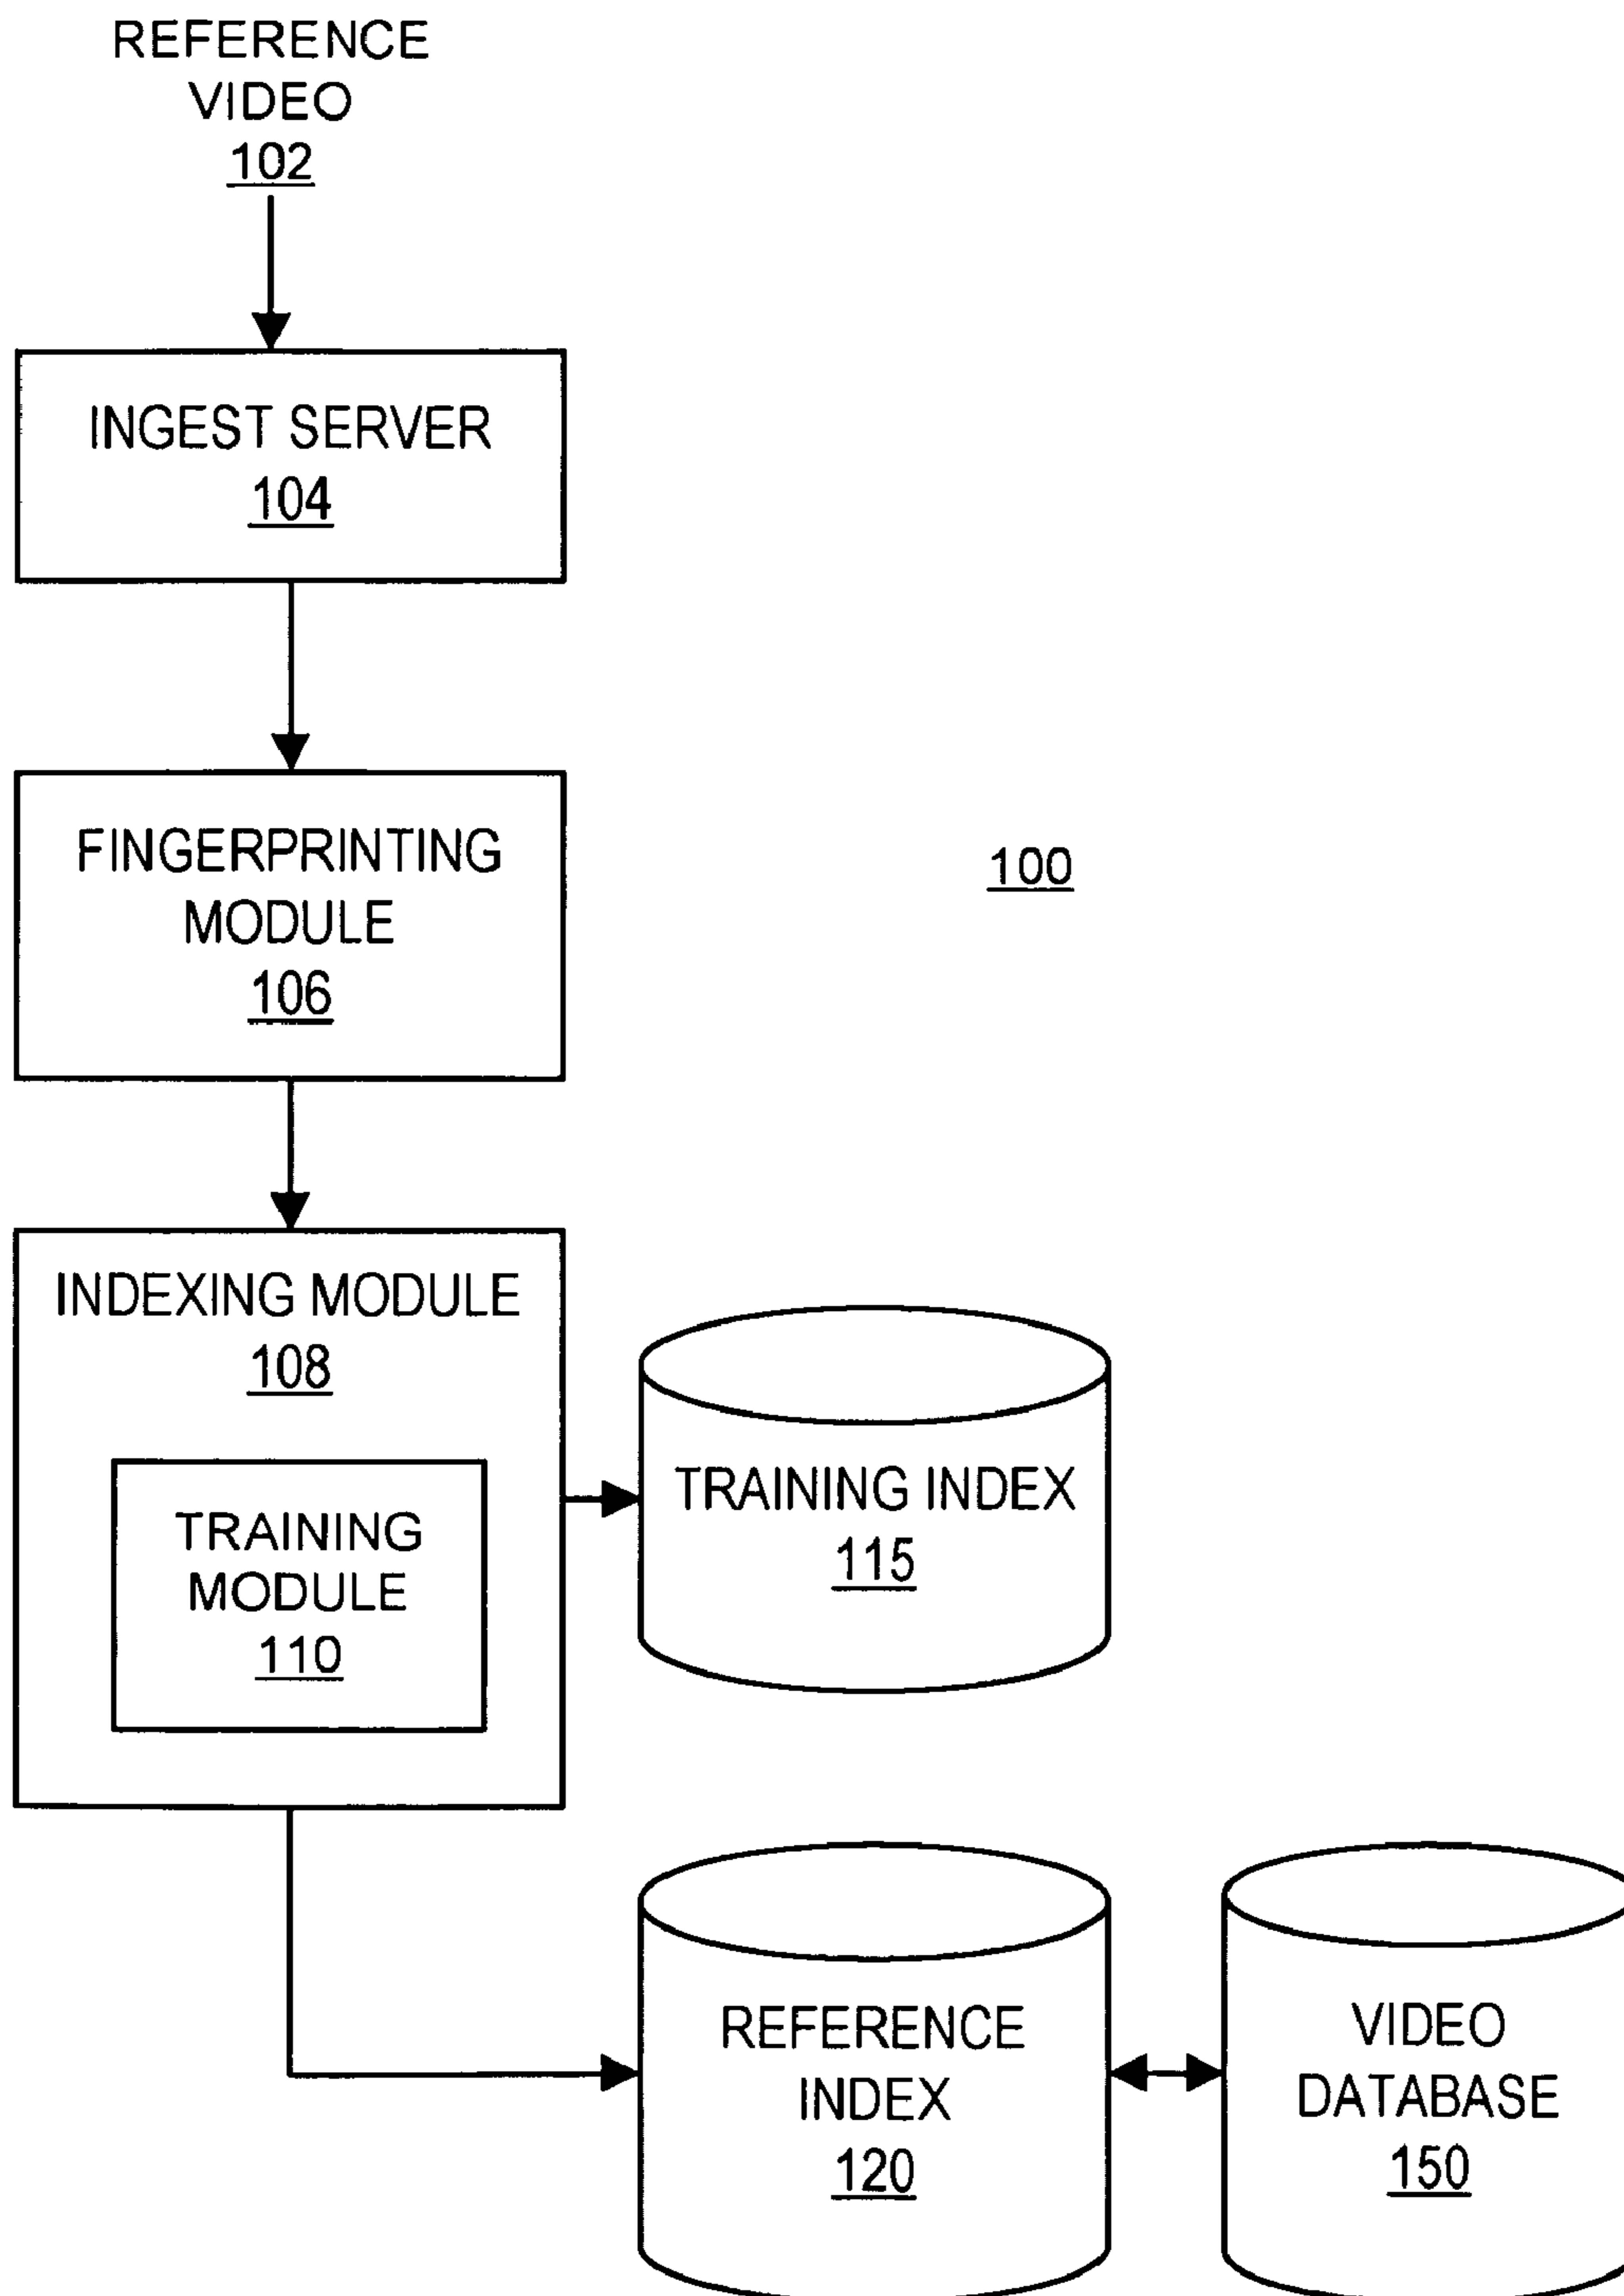 REFERENCE
VIDEO
102
INGEST SERVER
104
FINGERPRINTING
MODULE
106
100
INDEXING MODULE
108
TRAINING
MODULE
110
TRAINING INDEX
115
REFERENCE
INDEX
120
VIDEO
DATABASE
150